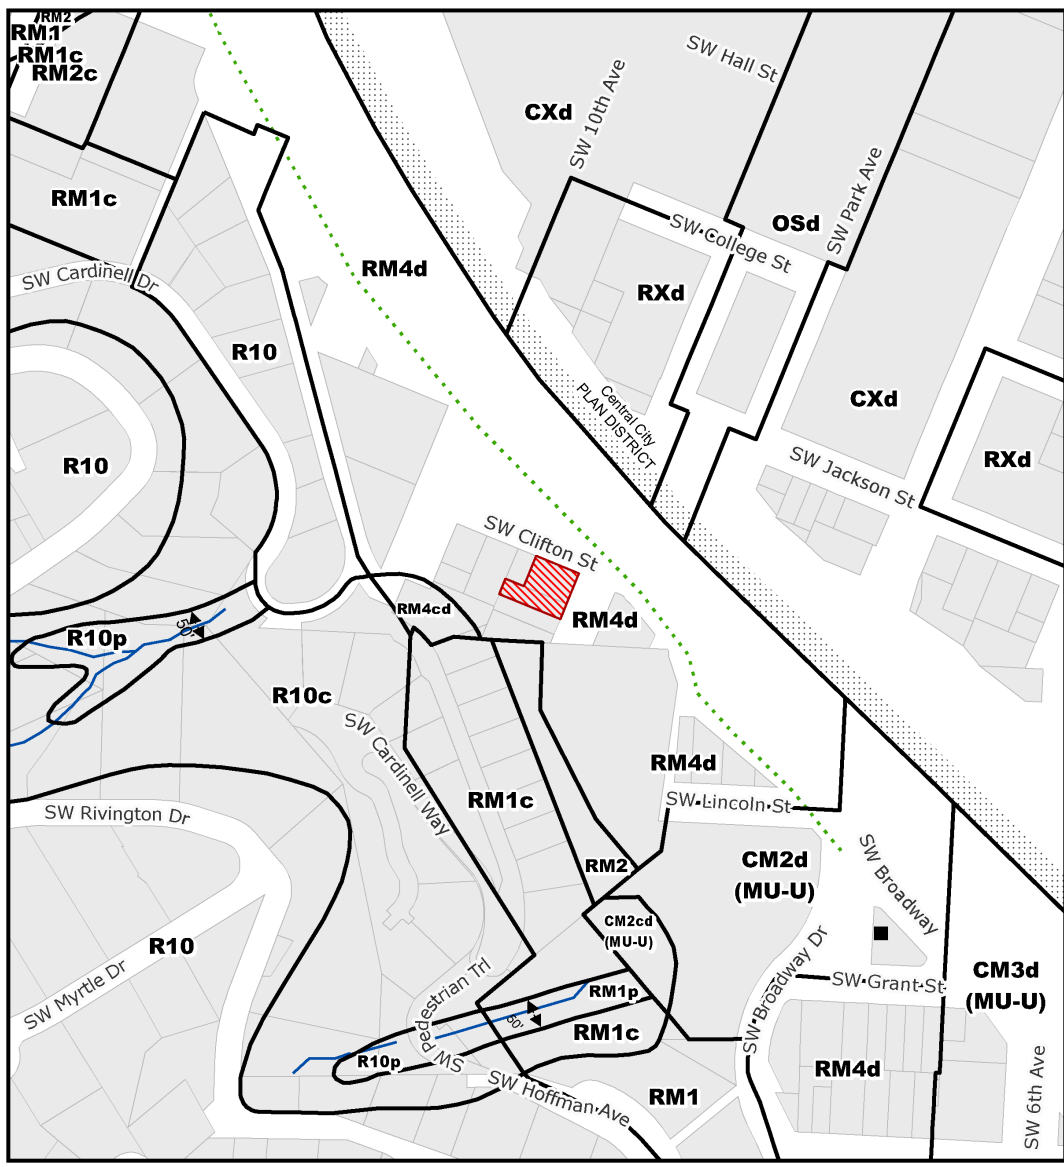 RM2
RM1
RM1c
RM2c
SW Hall St
CXd
SW 10th Ave
RM1c
SW Park Ave
OSd
SW College St
RM4d
SW Cardinell Dr
RXd
R10
Central City
PLAN DISTRICT
CXd
R10
RXd
SW Jackson St
SW Clifton St
RM4cd
RM4d
R10p
50'
R10c
SW Cardinell Way
RM4d
RM1c
SW Lincoln St
SW Rivington Dr
RM2
CM2d
(MU-U)
SW Broadway
CM2cd
(MU-U)
R10
SW Myrtle Dr
SW Pedestrian Trl
SW Broadway Dr
CM3d
(MU-U)
SW Grant St
RM1p
60'
RM1c
R10p
RM4d
SW Hoffman Ave
RM1
SW 6th Ave